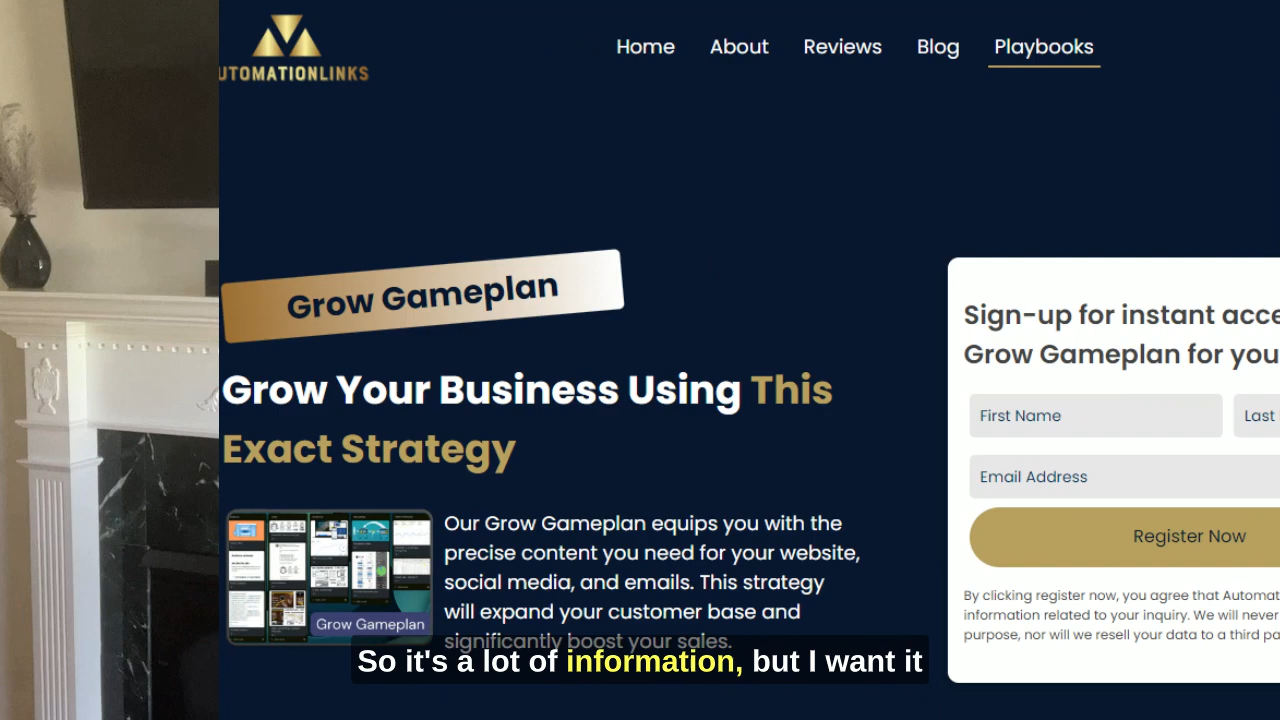 UTOMATIONLINKS
Home About Reviews Blog Playbooks
Grow Gameplan
Grow Your Business Using This
Exact Strategy
Grow Gameplan
Our Grow Gameplan equips you with the
precise content you need for your website,
social media, and emails. This strategy
will expand your customer base and
significantly boost your sales.
Sign-up for instant acce
Grow Gameplan for you
First Name Last
Email Address
Register Now
By clicking register now, you agree that Automat
information related to your inquiry. We will never
purpose, nor will we resell your data to a third pa
So it's a lot of information, but I want it